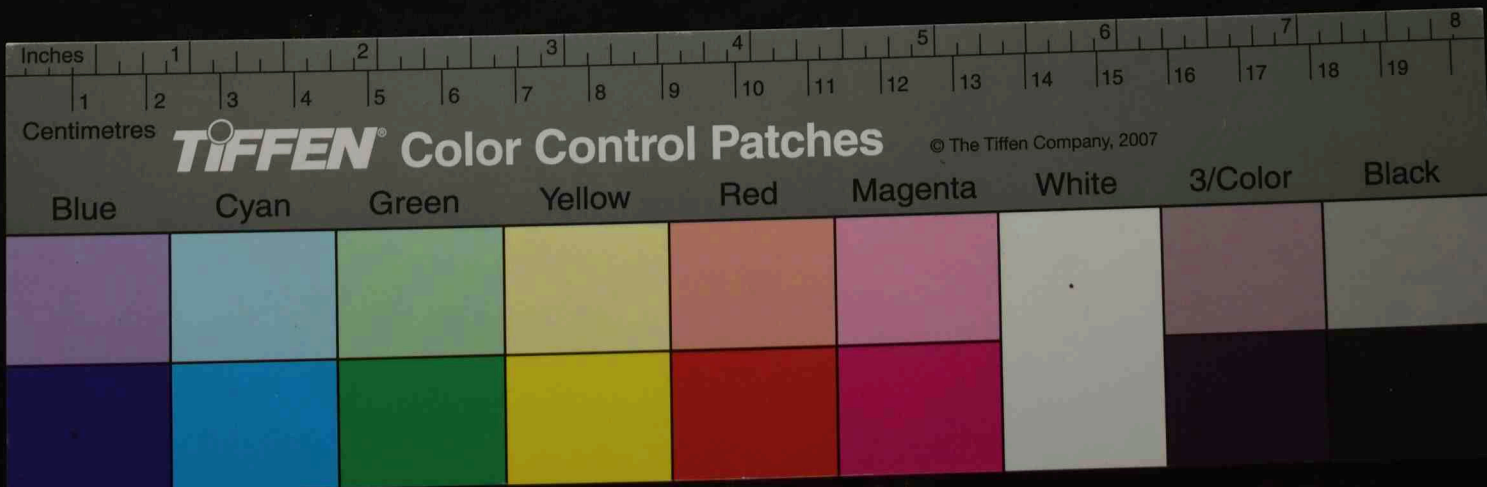 Inches 1 2 3 4 5 6 7 8
1 2 3 4 5 6 7 8 9 10 11 12 13 14 15 16 17 18 19
Centimetres
TIFFEN® Color Control Patches © The Tiffen Company, 2007
Blue Cyan Green Yellow Red Magenta White 3/Color Black